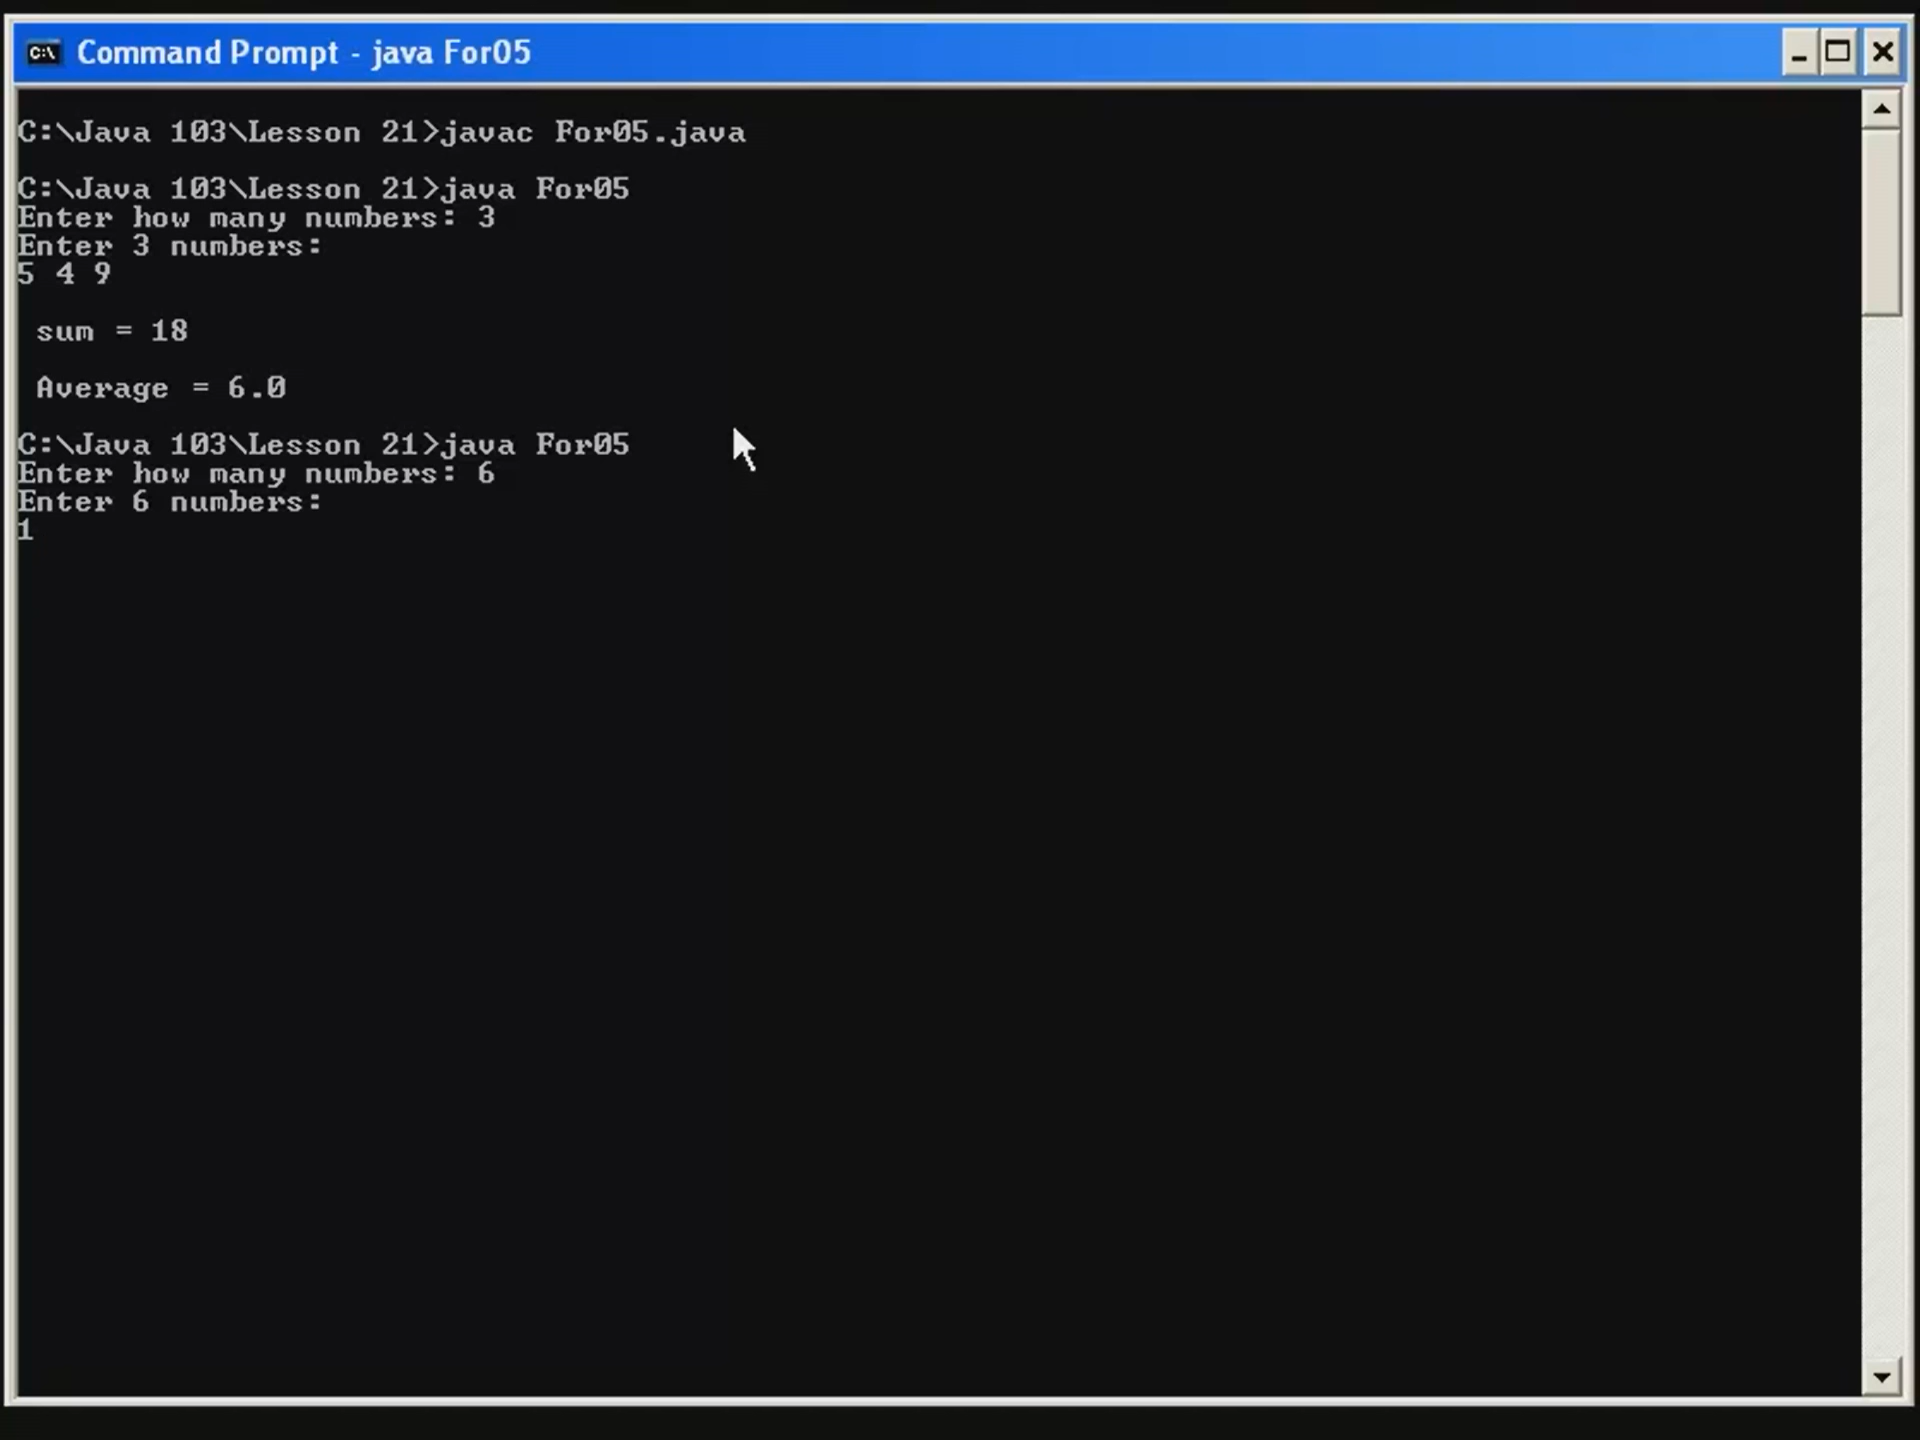 Command Prompt - java For05
C:\Java 103\Lesson 21>javac For05.java
C:\Java 103\Lesson 21>java For05
Enter how many numbers: 3
Enter 3 numbers:
5 4 9
sum = 18
Average = 6.0
C:\Java 103\Lesson 21>java For05
Enter how many numbers: 6
Enter 6 numbers:
1